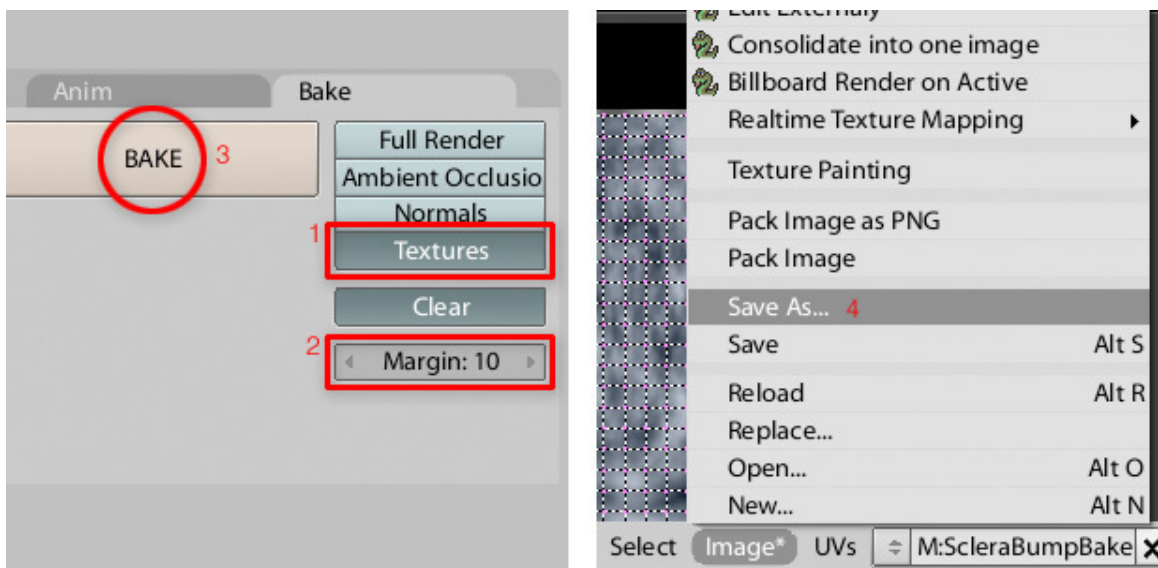 Anim
Bake
BAKE
3
Full Render
Ambient Occlusio
Normals
1
Textures
Clear
2
Margin: 10
Edit Externaly
Consolidate into one image
Billboard Render on Active
Realtime Texture Mapping
Texture Painting
Pack Image as PNG
Pack Image
Save As... 4
Save Alt S
Reload Alt R
Replace...
Open... Alt O
New... Alt N
Select Image* UVs M:ScleraBumpBake